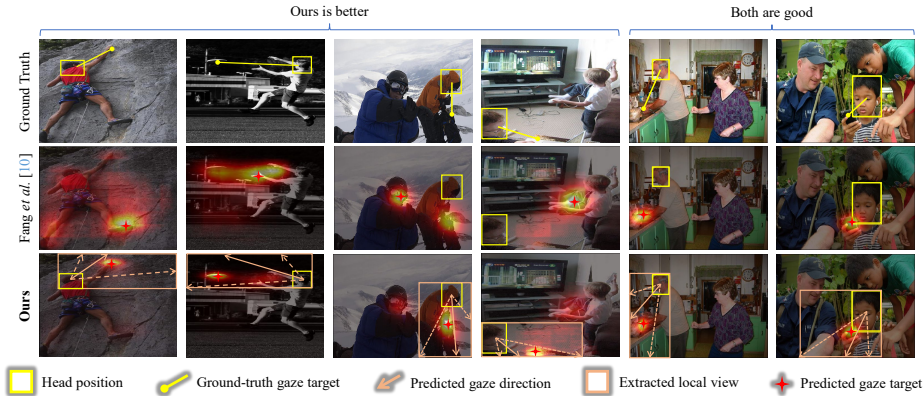 Ours is better
Both are good
Ground Truth
Fang et al. [10]
Ours
Head position
Ground-truth gaze target
Predicted gaze direction
Extracted local view
Predicted gaze target